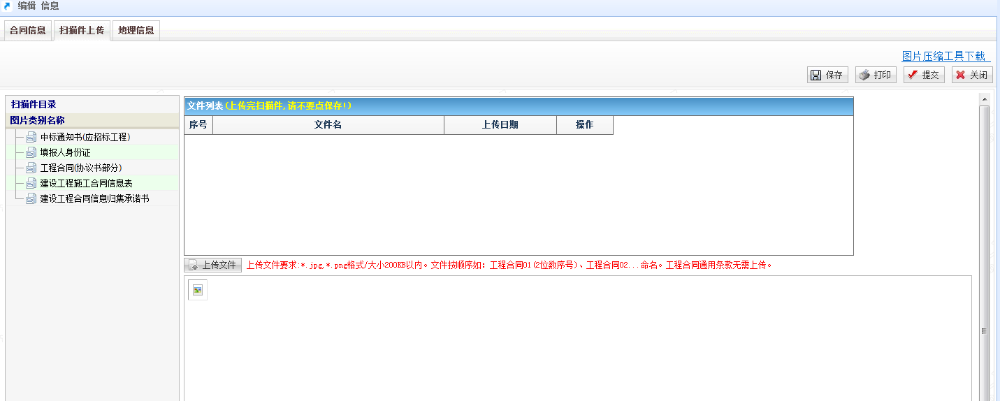 编辑 信息
合同信息 扫描件上传 地理信息
图片压缩工具下载
保存 打印 提交 关闭
扫描件目录
图片类别名称
中标通知书(应招标工程)
填报人身份证
工程合同(协议书部分)
建设工程施工合同信息表
建设工程合同信息归集承诺书
文件列表(上传完扫描件,请不要点保存!)
序号 文件名 上传日期 操作
上传文件 上传文件要求:*.jpg,*.png格式/大小200KB以内。文件按顺序如：工程合同01(2位数序号)、工程合同02...命名。工程合同通用条款无需上传。